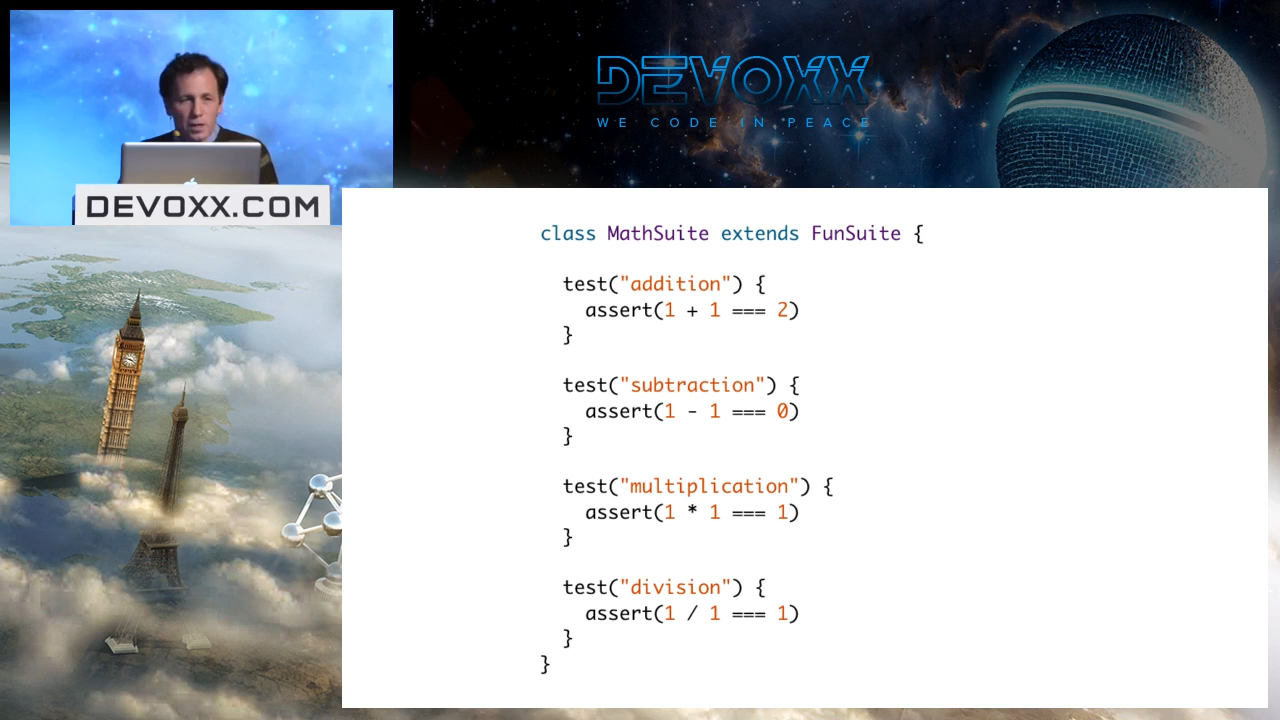 DEVOXX
WE CODE IN PEACE
DEVOXX.COM
class MathSuite extends FunSuite {
test("addition") {
assert(1 + 1 === 2)
}
test("subtraction") {
assert(1 - 1 === 0)
}
test("multiplication") {
assert(1 * 1 === 1)
}
test("division") {
assert(1 / 1 === 1)
}
}